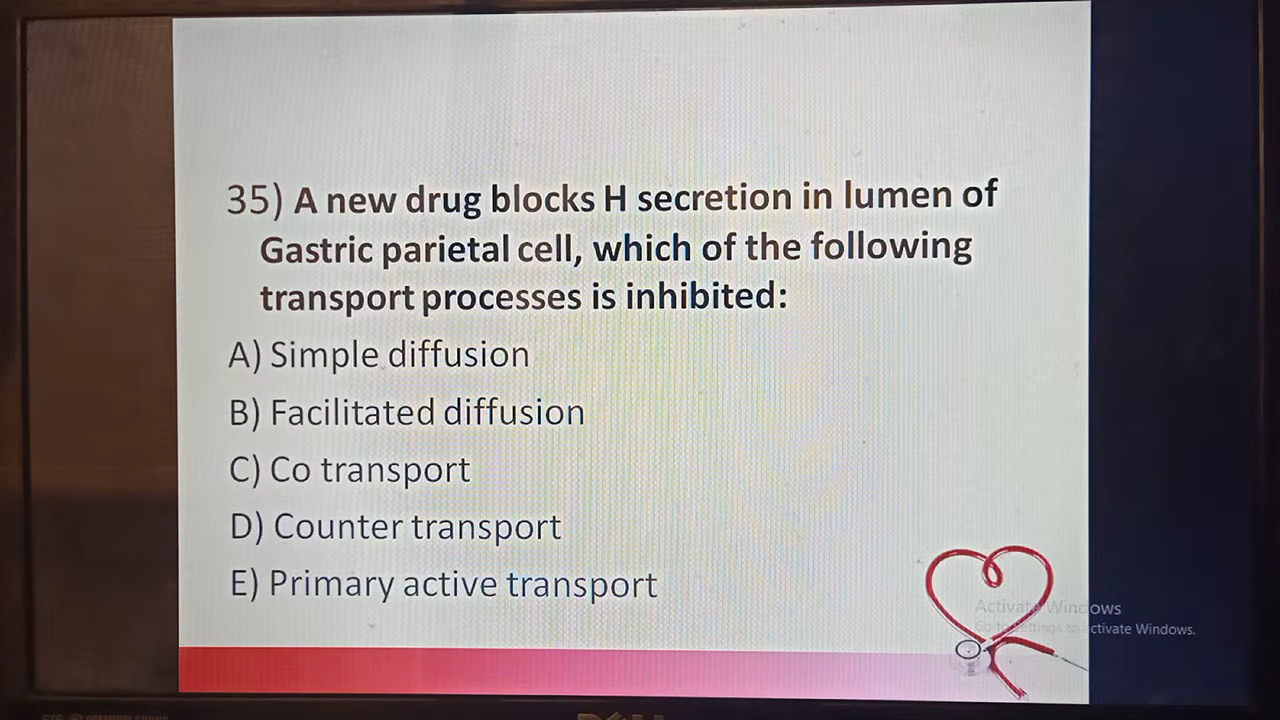 35) A new drug blocks H secretion in lumen of
Gastric parietal cell, which of the following
transport processes is inhibited:
A) Simple diffusion
B) Facilitated diffusion
C) Co transport
D) Counter transport
E) Primary active transport
Activate Windows
Go to Settings to activate Windows.